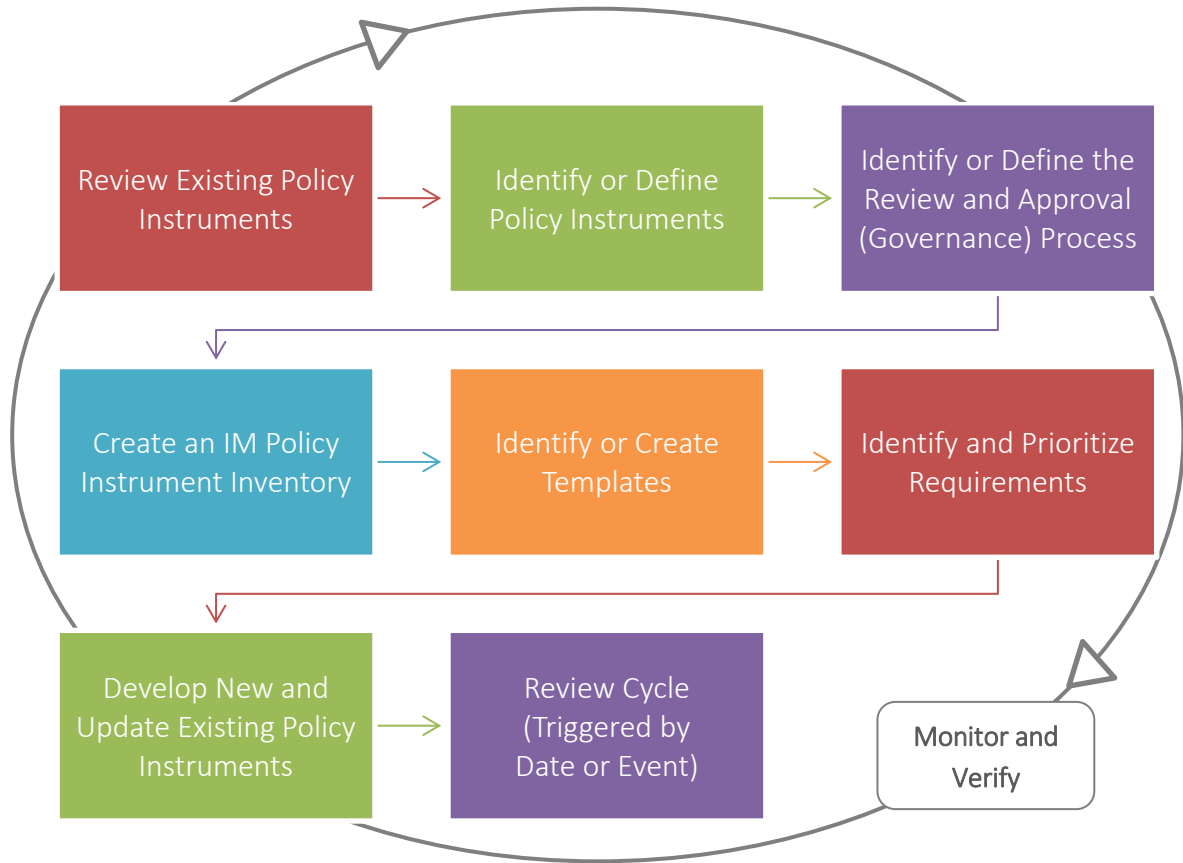 Review Existing Policy
Instruments
Identify or Define
Policy Instruments
Identify or Define the
Review and Approval
(Governance) Process
Create an IM Policy
Instrument Inventory
Identify or Create
Templates
Identify and Prioritize
Requirements
Develop New and
Update Existing Policy
Instruments
Review Cycle
(Triggered by
Date or Event)
Monitor and
Verify